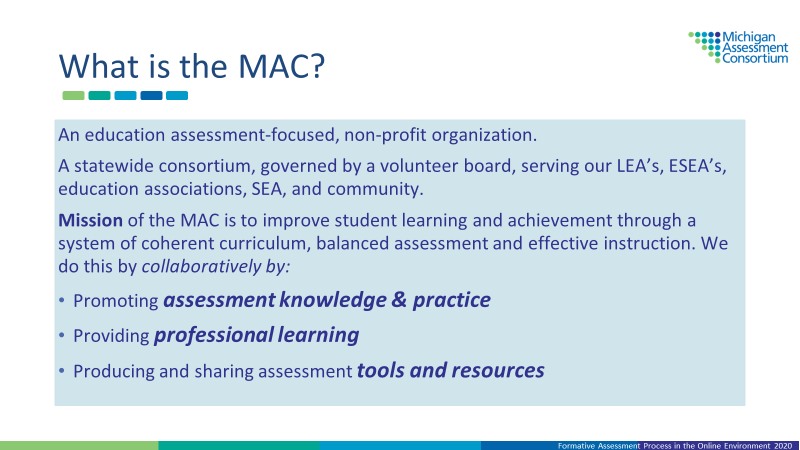 Michigan
Assessment
Consortium
What is the MAC?
An education assessment-focused, non-profit organization.
A statewide consortium, governed by a volunteer board, serving our LEA's, ESEA's,
education associations, SEA, and community.
Mission of the MAC is to improve student learning and achievement through a
system of coherent curriculum, balanced assessment and effective instruction. We
do this by collaboratively by:
• Promoting assessment knowledge & practice
• Providing professional learning
• Producing and sharing assessment tools and resources
Formative Assessment Process in the Online Environment 2020